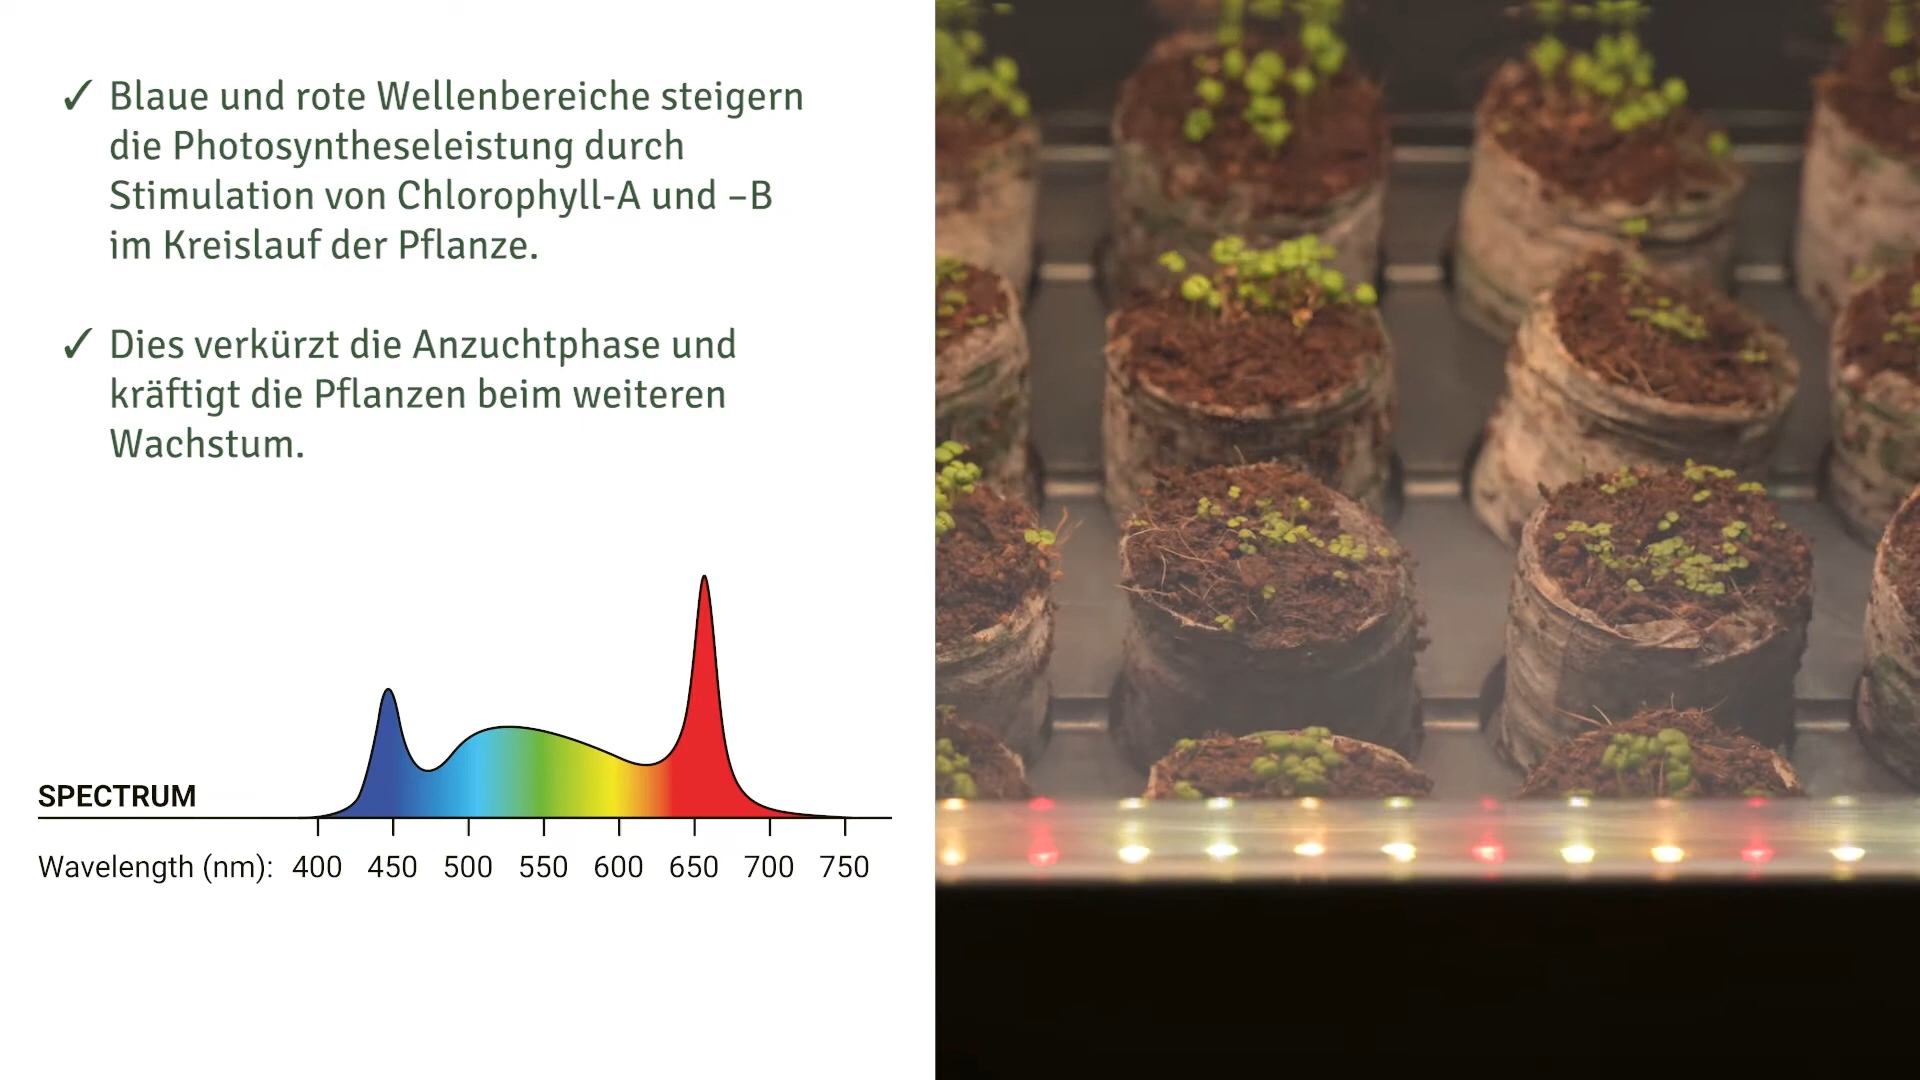 ✓ Blaue und rote Wellenbereiche steigern
die Photosyntheseleistung durch
Stimulation von Chlorophyll-A und –B
im Kreislauf der Pflanze.
✓ Dies verkürzt die Anzuchtphase und
kräftigt die Pflanzen beim weiteren
Wachstum.
SPECTRUM
Wavelength (nm): 400 450 500 550 600 650 700 750